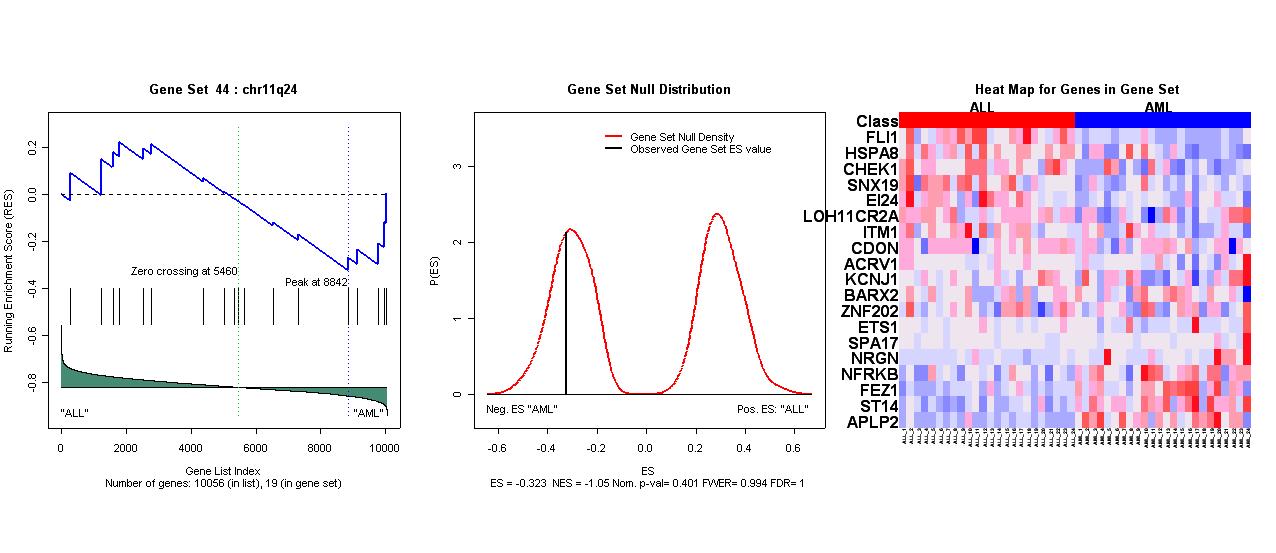 Gene Set 44 : chr11q24
Running Enrichment Score (RES)
0.2
0.0
-0.2
-0.4
-0.6
-0.8
Zero crossing at 5460
Peak at 8842
"ALL"
"AML"
0
2000
4000
6000
8000
10000
Gene List Index
Number of genes: 10056 (in list), 19 (in gene set)
Gene Set Null Distribution
Gene Set Null Density
Observed Gene Set ES value
P(ES)
3
2
1
0
Neg. ES "AML"
Pos. ES: "ALL"
-0.6
-0.4
-0.2
0.0
0.2
0.4
0.6
ES
ES = -0.323 NES = -1.05 Nom. p-val= 0.401 FWER= 0.994 FDR= 1
Heat Map for Genes in Gene Set
ALL
AML
Class
FLI1
HSPA8
CHEK1
SNX19
EI24
LOH11CR2A
ITM1
CDON
ACRV1
KCNJ1
BARX2
ZNF202
ETS1
SPA17
NRGN
NFRKB
FEZ1
ST14
APLP2